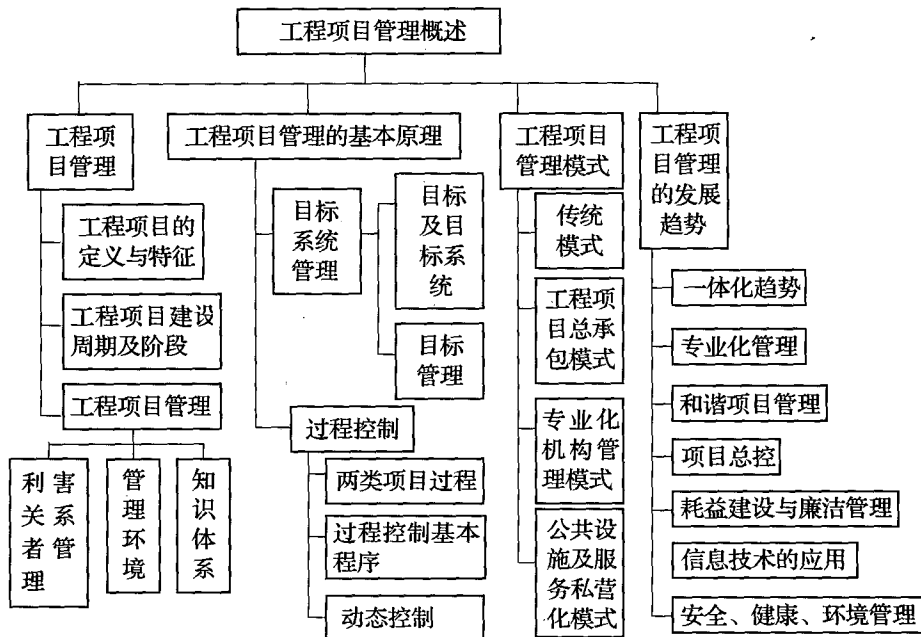 工程项目管理概述
工程项
目管理
工程项目管理的基本原理
工程项目
管理模式
工程项
目管理
的发展
趋势
工程项目的
定义与特征
工程项目建设
周期及阶段
工程项目管理
利害
关系
者管
理
管
理
环
境
知
识
体
系
目标
系统
管理
目标
及目
标系
统
目标
管理
过程控制
两类项目过程
过程控制基本
程序
动态控制
传统
模式
工程项
目总承
包模式
专业化
机构管
理模式
公共设
施及服
务私营
化模式
一体化趋势
专业化管理
和谐项目管理
项目总控
耗益建设与廉洁管理
信息技术的应用
安全、健康、环境管理